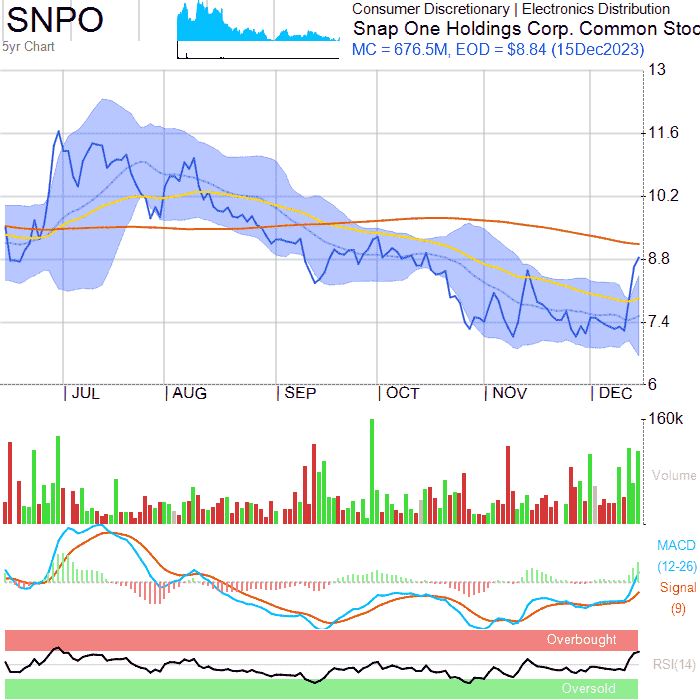 SNPO
5yr Chart
Consumer Discretionary | Electronics Distribution
Snap One Holdings Corp. Common Stoc
MC = 676.5M, EOD = $8.84 (15Dec2023)
13
11.6
10.2
8.8
7.4
6
JUL AUG SEP OCT NOV DEC
160k
Volume
MACD
(12-26)
Signal
(9)
Overbought
RSI(14)
Oversold